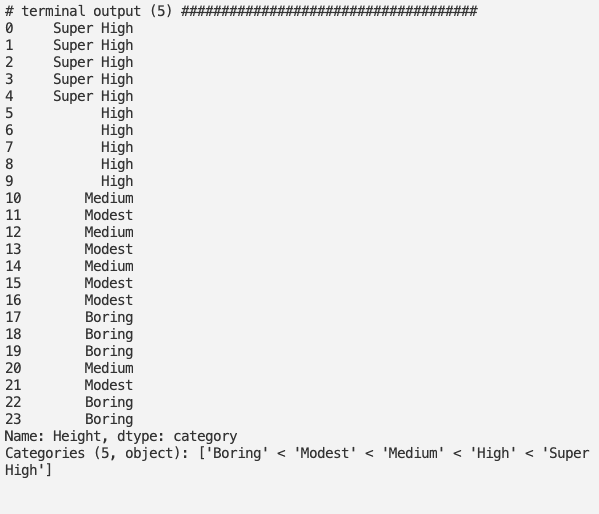 # terminal output (5) #####################################
0     Super High
1     Super High
2     Super High
3     Super High
4     Super High
5           High
6           High
7           High
8           High
9           High
10        Medium
11        Modest
12        Medium
13        Modest
14        Medium
15        Modest
16        Modest
17        Boring
18        Boring
19        Boring
20        Medium
21        Modest
22        Boring
23        Boring
Name: Height, dtype: category
Categories (5, object): ['Boring' < 'Modest' < 'Medium' < 'High' < 'Super
High']